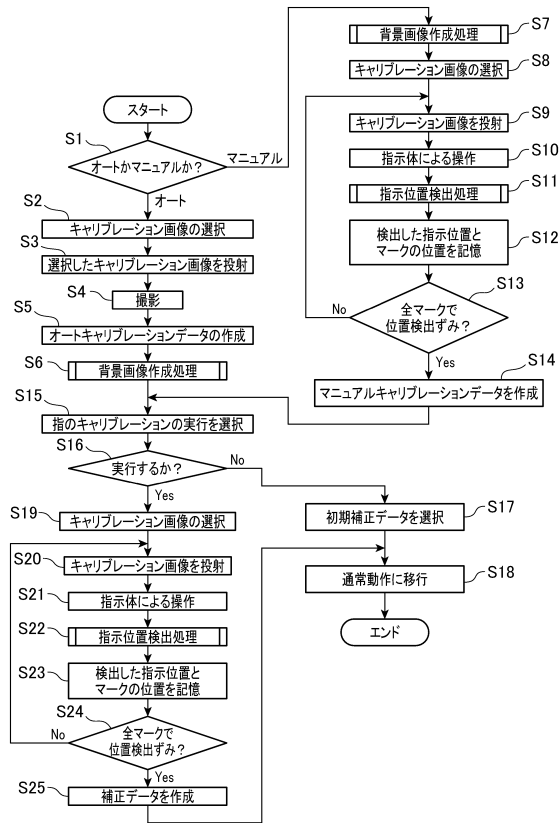 スタート
S1
オートかマニュアルか？
マニュアル
オート
S2
キャリブレーション画像の選択
S3
選択したキャリブレーション画像を投射
S4
撮影
S5
オートキャリブレーションデータの作成
S6
背景画像作成処理
S7
背景画像作成処理
S8
キャリブレーション画像の選択
S9
キャリブレーション画像を投射
S10
指示体による操作
S11
指示位置検出処理
S12
検出した指示位置と
マークの位置を記憶
S13
全マークで
位置検出ずみ？
No
Yes
S14
マニュアルキャリブレーションデータを作成
S15
指のキャリブレーションの実行を選択
S16
実行するか？
No
Yes
S17
初期補正データを選択
S18
通常動作に移行
エンド
S19
キャリブレーション画像の選択
S20
キャリブレーション画像を投射
S21
指示体による操作
S22
指示位置検出処理
S23
検出した指示位置と
マークの位置を記憶
S24
全マークで
位置検出ずみ？
No
Yes
S25
補正データを作成